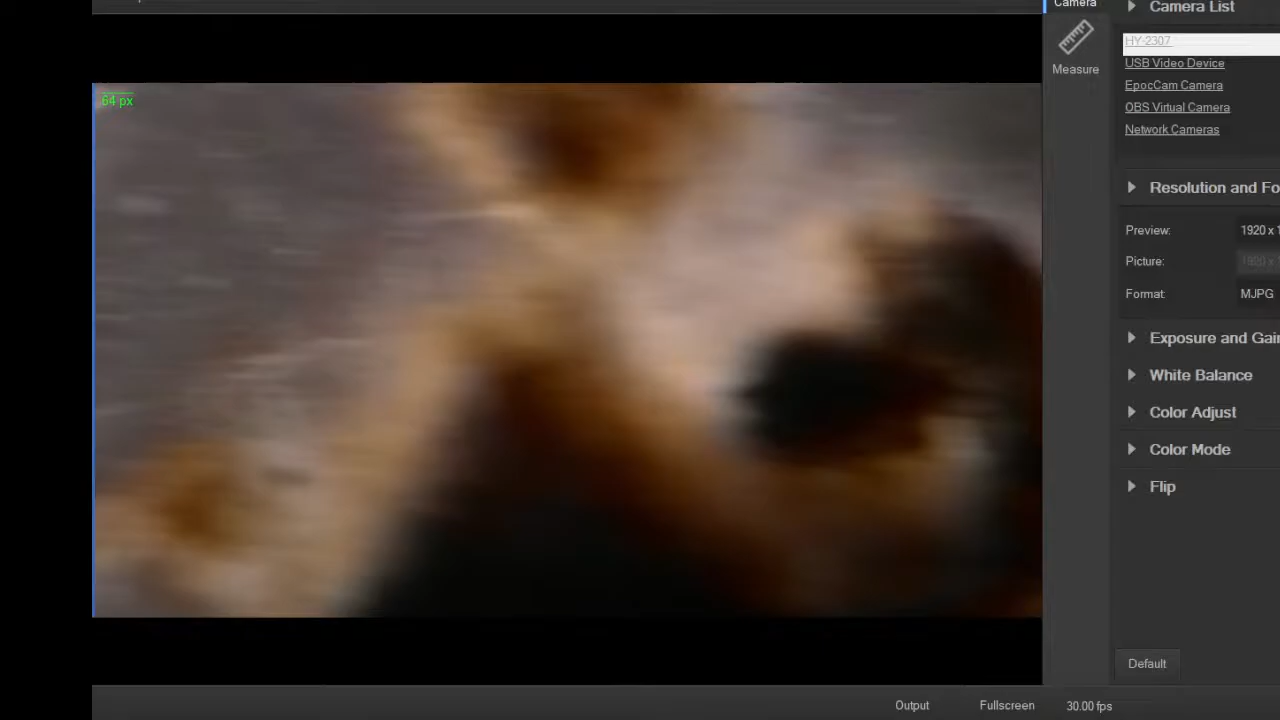 Camera
Camera List
64 px
Measure
HY-2307
USB Video Device
EpocCam Camera
OBS Virtual Camera
Network Cameras
Resolution and Fo
Preview: 1920 x 1
Picture: 1920 x 1
Format: MJPG
Exposure and Gai
White Balance
Color Adjust
Color Mode
Flip
Default
Output
Fullscreen
30.00 fps